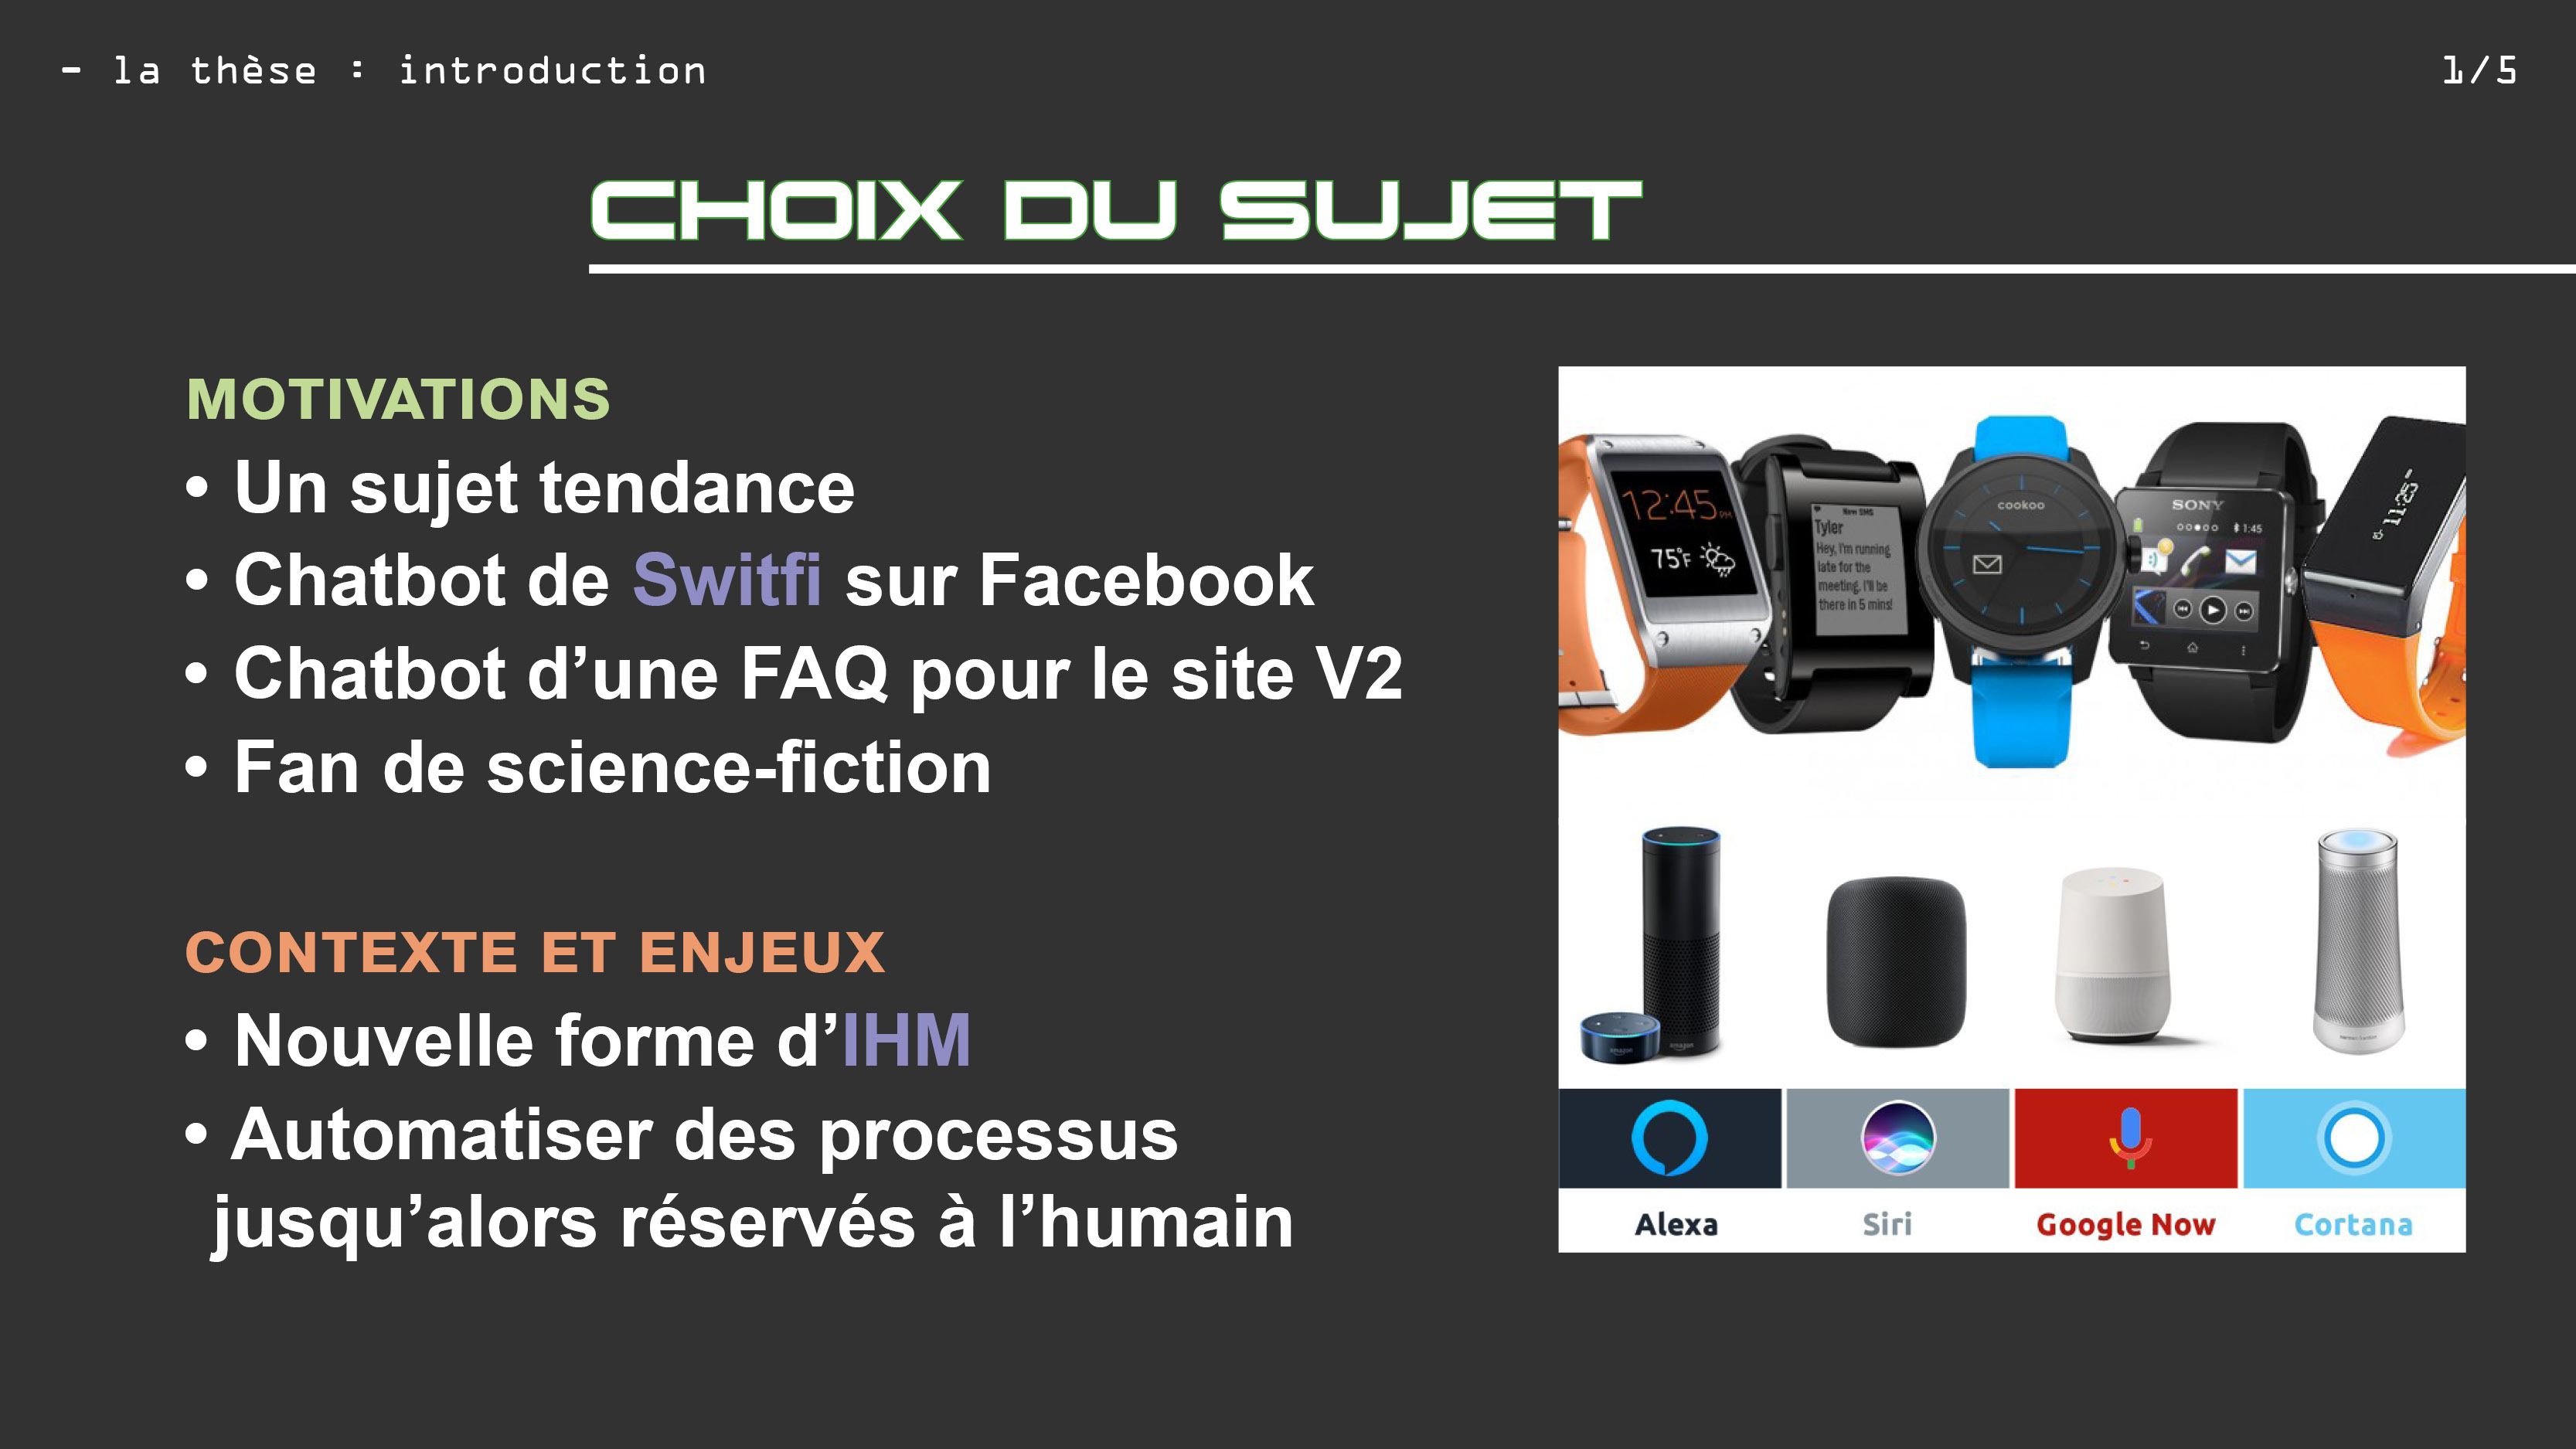 - la thèse : introduction
1/5
CHOIX DU SUJET
MOTIVATIONS
• Un sujet tendance
• Chatbot de Switfi sur Facebook
• Chatbot d’une FAQ pour le site V2
• Fan de science-fiction
CONTEXTE ET ENJEUX
• Nouvelle forme d’IHM
• Automatiser des processus
jusqu’alors réservés à l’humain
12:45 PM
75°F
New SMS
Tyler
Hey, I'm running
late for the
meeting. I'll be
there in 5 mins!
cookoo
SONY
1:45
11:25
amazon
amazon
Alexa
Siri
Google Now
Cortana